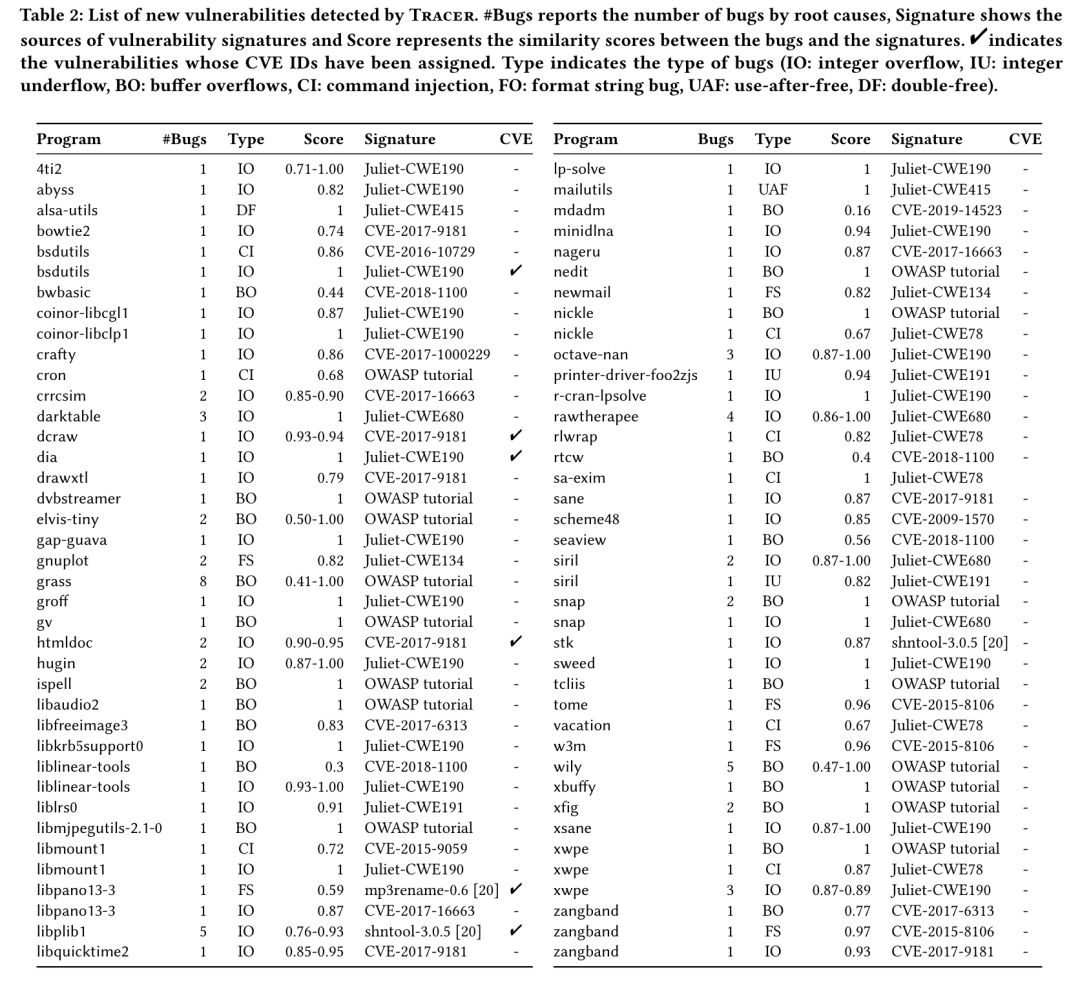 Table 2: List of new vulnerabilities detected by TRACER. #Bugs reports the number of bugs by root causes, Signature shows the
sources of vulnerability signatures and Score represents the similarity scores between the bugs and the signatures. ✔ indicates
the vulnerabilities whose CVE IDs have been assigned. Type indicates the type of bugs (IO: integer overflow, IU: integer
underflow, BO: buffer overflows, CI: command injection, FO: format string bug, UAF: use-after-free, DF: double-free).
Program #Bugs Type Score Signature CVE
4ti2 1 IO 0.71-1.00 Juliet-CWE190 -
abyss 1 IO 0.82 Juliet-CWE190 -
alsa-utils 1 DF 1 Juliet-CWE415 -
bowtie2 1 IO 0.74 CVE-2017-9181 -
bsdutils 1 CI 0.86 CVE-2016-10729 -
bsdutils 1 IO 1 Juliet-CWE190 ✔
bwbasic 1 BO 0.44 CVE-2018-1100 -
coinor-libcgl1 1 IO 0.87 Juliet-CWE190 -
coinor-libclp1 1 IO 1 Juliet-CWE190 -
crafty 1 IO 0.86 CVE-2017-1000229 -
cron 1 CI 0.68 OWASP tutorial -
crrcsim 2 IO 0.85-0.90 CVE-2017-16663 -
darktable 3 IO 1 Juliet-CWE680 -
dcraw 1 IO 0.93-0.94 CVE-2017-9181 ✔
dia 1 IO 1 Juliet-CWE190 ✔
drawxtl 1 IO 0.79 CVE-2017-9181 -
dvbstreamer 1 BO 1 OWASP tutorial -
elvis-tiny 2 BO 0.50-1.00 OWASP tutorial -
gap-guava 1 IO 1 Juliet-CWE190 -
gnuplot 2 FS 0.82 Juliet-CWE134 -
grass 8 BO 0.41-1.00 OWASP tutorial -
groff 1 IO 1 Juliet-CWE190 -
gv 1 BO 1 OWASP tutorial -
htmldoc 2 IO 0.90-0.95 CVE-2017-9181 ✔
hugin 2 IO 0.87-1.00 Juliet-CWE190 -
ispell 2 BO 1 OWASP tutorial -
libaudio2 1 BO 1 OWASP tutorial -
libfreeimage3 1 BO 0.83 CVE-2017-6313 -
libkrb5support0 1 IO 1 Juliet-CWE190 -
liblinear-tools 1 BO 0.3 CVE-2018-1100 -
liblinear-tools 1 IO 0.93-1.00 Juliet-CWE190 -
liblrs0 1 IO 0.91 Juliet-CWE191 -
libmjpegutils-2.1-0 1 BO 1 OWASP tutorial -
libmount1 1 CI 0.72 CVE-2015-9059 -
libmount1 1 IO 1 Juliet-CWE190 -
libpano13-3 1 FS 0.59 mp3rename-0.6 [20] ✔
libpano13-3 1 IO 0.87 CVE-2017-16663 -
libplib1 5 IO 0.76-0.93 shntool-3.0.5 [20] ✔
libquicktime2 1 IO 0.85-0.95 CVE-2017-9181 -
Program Bugs Type Score Signature CVE
lp-solve 1 IO 1 Juliet-CWE190 -
mailutils 1 UAF 1 Juliet-CWE415 -
mdadm 1 BO 0.16 CVE-2019-14523 -
minidlna 1 IO 0.94 Juliet-CWE190 -
nageru 1 IO 0.87 CVE-2017-16663 -
nedit 1 BO 1 OWASP tutorial -
newmail 1 FS 0.82 Juliet-CWE134 -
nickle 1 BO 1 OWASP tutorial -
nickle 1 CI 0.67 Juliet-CWE78 -
octave-nan 3 IO 0.87-1.00 Juliet-CWE190 -
printer-driver-foo2zjs 1 IU 0.94 Juliet-CWE191 -
r-cran-lpsolve 1 IO 1 Juliet-CWE190 -
rawtherapee 4 IO 0.86-1.00 Juliet-CWE680 -
rlwrap 1 CI 0.82 Juliet-CWE78 -
rtcw 1 BO 0.4 CVE-2018-1100 -
sa-exim 1 CI 1 Juliet-CWE78
sane 1 IO 0.87 CVE-2017-9181 -
scheme48 1 IO 0.85 CVE-2009-1570 -
seaview 1 BO 0.56 CVE-2018-1100 -
siril 2 IO 0.87-1.00 Juliet-CWE680 -
siril 1 IU 0.82 Juliet-CWE191 -
snap 2 BO 1 OWASP tutorial -
snap 1 IO 1 Juliet-CWE680 -
stk 1 IO 0.87 shntool-3.0.5 [20] -
sweed 1 IO 1 Juliet-CWE190 -
tcliis 1 BO 1 OWASP tutorial -
tome 1 FS 0.96 CVE-2015-8106 -
vacation 1 CI 0.67 Juliet-CWE78 -
w3m 1 FS 0.96 CVE-2015-8106 -
wily 5 BO 0.47-1.00 OWASP tutorial -
xbuffy 1 BO 1 OWASP tutorial -
xfig 2 BO 1 OWASP tutorial -
xsane 1 IO 0.87-1.00 Juliet-CWE190 -
xwpe 1 BO 1 OWASP tutorial -
xwpe 1 CI 0.87 Juliet-CWE78 -
xwpe 3 IO 0.87-0.89 Juliet-CWE190 -
zangband 1 BO 0.77 CVE-2017-6313 -
zangband 1 FS 0.97 CVE-2015-8106 -
zangband 1 IO 0.93 CVE-2017-9181 -